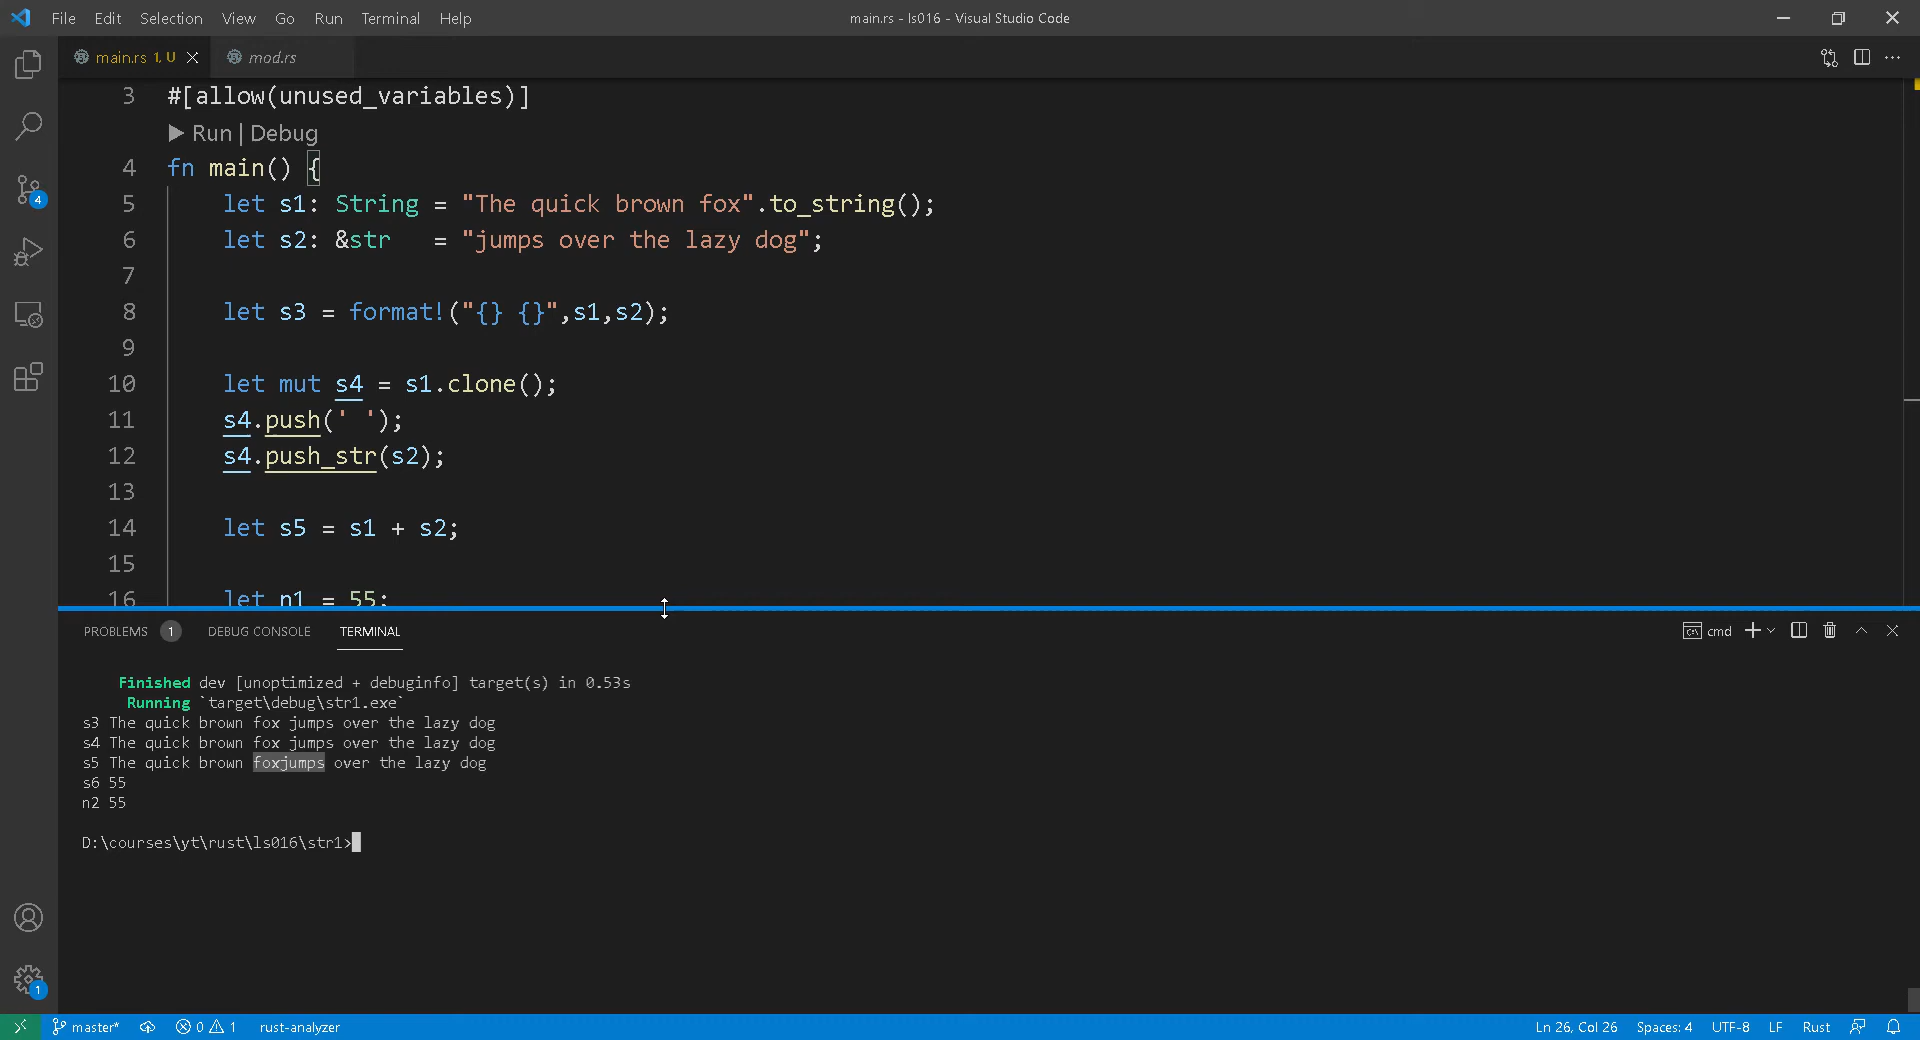 File Edit Selection View Go Run Terminal Help
main.rs - ls016 - Visual Studio Code
main.rs 1, U
mod.rs
3 #[allow(unused_variables)]
Run | Debug
4 fn main() {
5 let s1: String = "The quick brown fox".to_string();
6 let s2: &str = "jumps over the lazy dog";
7
8 let s3 = format!("{} {}",s1,s2);
9
10 let mut s4 = s1.clone();
11 s4.push(' ');
12 s4.push_str(s2);
13
14 let s5 = s1 + s2;
15
16 let n1 = 55;
4
PROBLEMS 1 DEBUG CONSOLE TERMINAL
cmd
Finished dev [unoptimized + debuginfo] target(s) in 0.53s
Running `target\debug\str1.exe`
s3 The quick brown fox jumps over the lazy dog
s4 The quick brown fox jumps over the lazy dog
s5 The quick brown foxjumps over the lazy dog
s6 55
n2 55
D:\courses\yt\rust\ls016\str1>
1
master* 0 1 rust-analyzer
Ln 26, Col 26 Spaces: 4 UTF-8 LF Rust